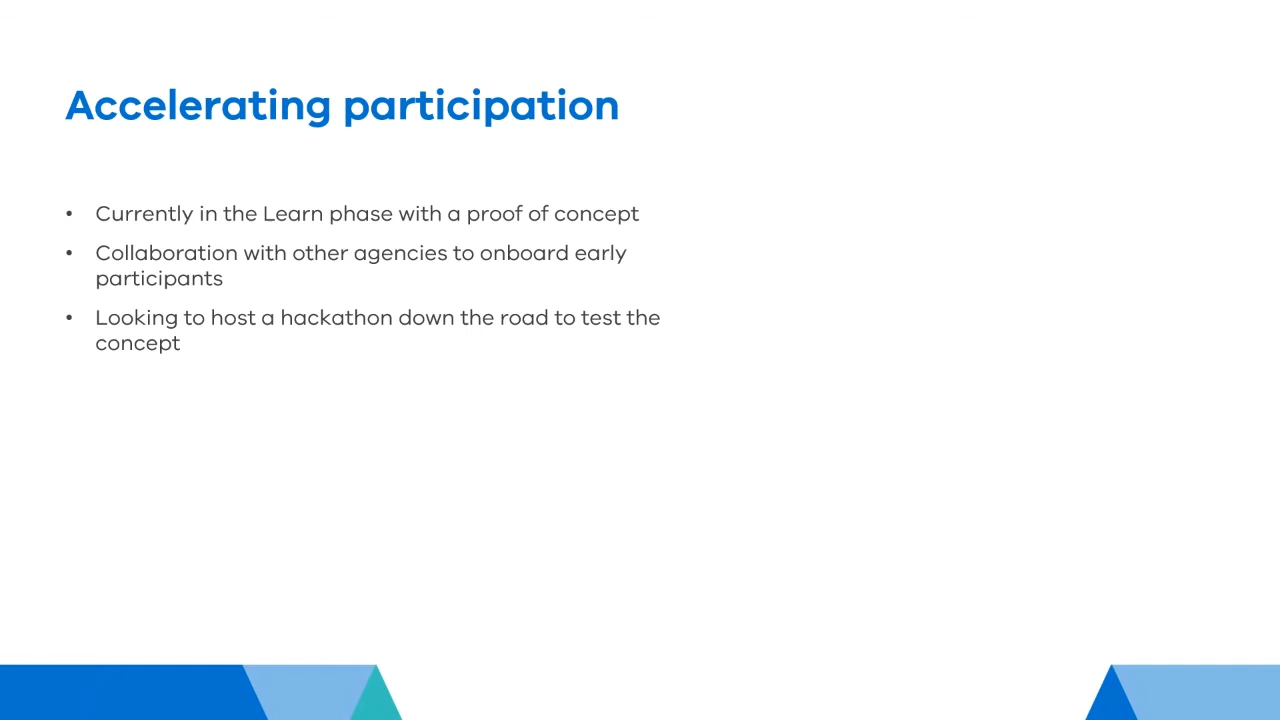 Accelerating participation
• Currently in the Learn phase with a proof of concept
• Collaboration with other agencies to onboard early
participants
• Looking to host a hackathon down the road to test the
concept